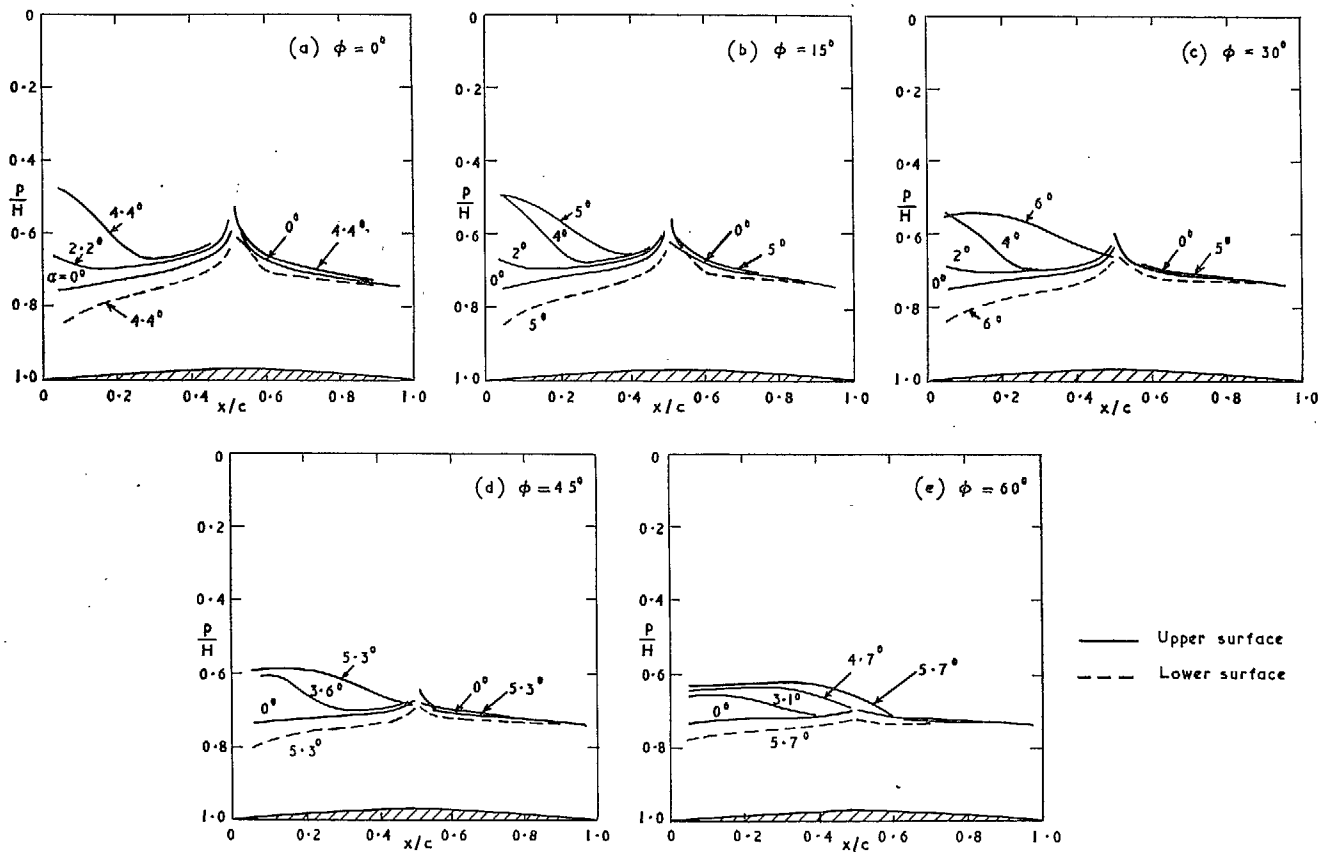 (a) φ = 0°
0
0·2
0·4
P/H
0·6
0·8
1·0
4·4°
2·2°
α=0°
4·4°
0°
4·4°
0 0·2 0·4 0·6 0·8 1·0
x/c
(b) φ = 15°
0
0·2
0·4
P/H
0·6
0·8
1·0
5°
4°
2°
0°
5°
0°
5°
0 0·2 0·4 0·6 0·8 1·0
x/c
(c) φ = 30°
0
0·2
0·4
P/H
0·6
0·8
1·0
6°
4°
2°
0°
6°
0°
5°
0 0·2 0·4 0·6 0·8 1·0
x/c
(d) φ = 45°
0
0·2
0·4
P/H
0·6
0·8
1·0
5·3°
3·6°
0°
5·3°
0°
5·3°
0 0·2 0·4 0·6 0·8 1·0
x/c
(e) φ = 60°
0
0·2
0·4
P/H
0·6
0·8
1·0
4·7°
5·7°
3·1°
0°
5·7°
0 0·2 0·4 0·6 0·8 1·0
x/c
Upper surface
Lower surface